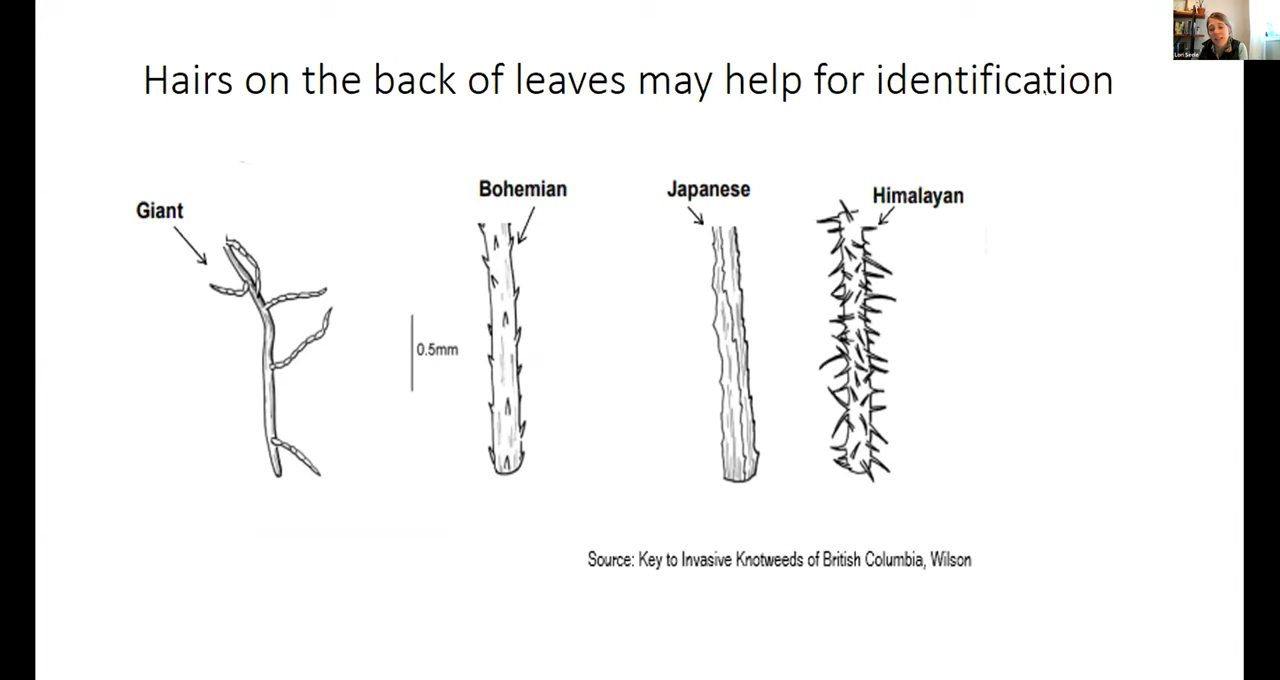 Hairs on the back of leaves may help for identification
Giant
Bohemian
Japanese
Himalayan
0.5mm
Source: Key to Invasive Knotweeds of British Columbia, Wilson